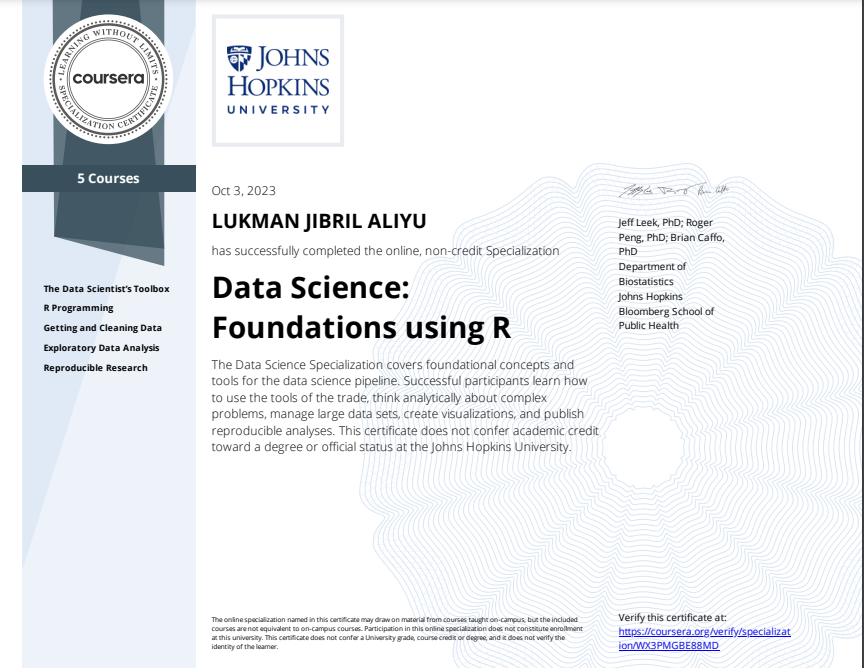 LEARNING WITHOUT LIMITS
coursera
SPECIALIZATION CERTIFICATE
JOHNS
HOPKINS
UNIVERSITY
5 Courses
The Data Scientist's Toolbox
R Programming
Getting and Cleaning Data
Exploratory Data Analysis
Reproducible Research
Oct 3, 2023
LUKMAN JIBRIL ALIYU
has successfully completed the online, non-credit Specialization
Data Science:
Foundations using R
The Data Science Specialization covers foundational concepts and
tools for the data science pipeline. Successful participants learn how
to use the tools of the trade, think analytically about complex
problems, manage large data sets, create visualizations, and publish
reproducible analyses. This certificate does not confer academic credit
toward a degree or official status at the Johns Hopkins University.
Jeff Leek, PhD; Roger
Peng, PhD; Brian Caffo,
PhD
Department of
Biostatistics
Johns Hopkins
Bloomberg School of
Public Health
The online specialization named in this certificate may draw on material from courses taught on-campus, but the included
courses are not equivalent to on-campus courses. Participation in this online specialization does not constitute enrollment
at this university. This certificate does not confer a University grade, course credit or degree, and it does not verify the
identity of the learner.
Verify this certificate at:
https://coursera.org/verify/specializat
ion/WX3PMGBE88MD